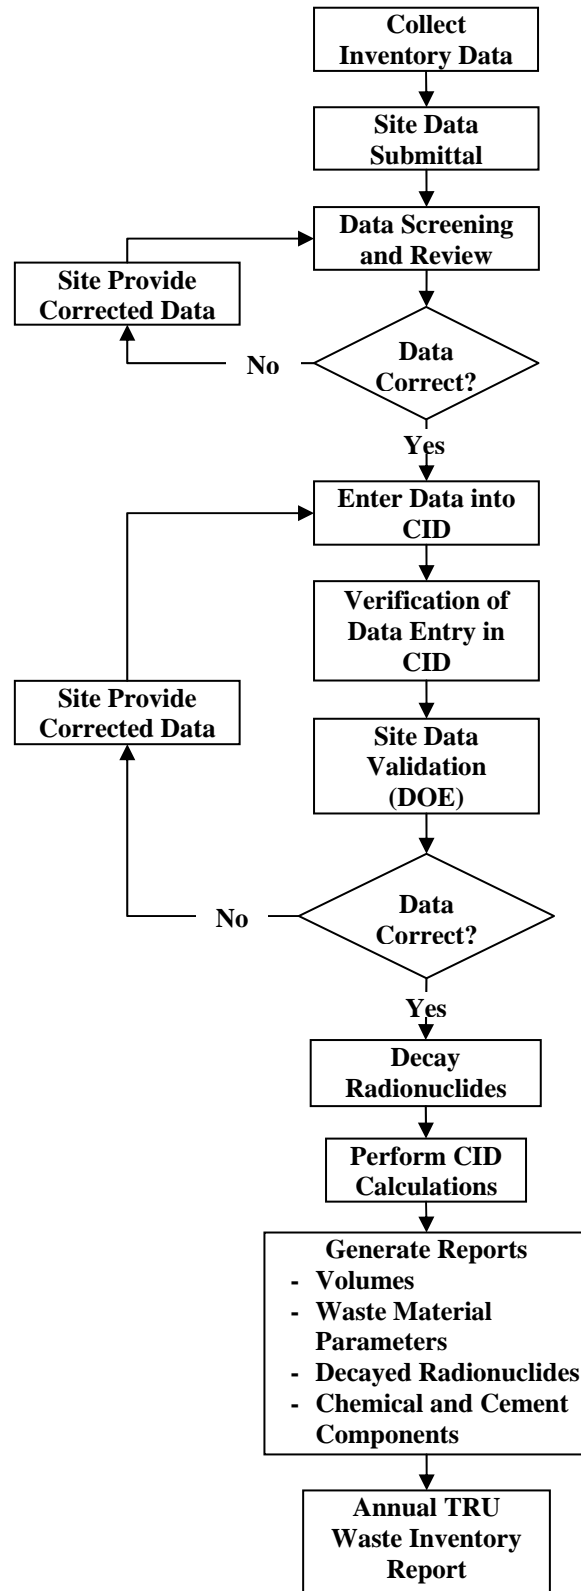 Collect
Inventory Data
Site Data
Submittal
Data Screening
and Review
Site Provide
Corrected Data
Data
Correct?
No
Yes
Enter Data into
CID
Verification of
Data Entry in
CID
Site Provide
Corrected Data
Site Data
Validation
(DOE)
Data
Correct?
No
Yes
Decay
Radionuclides
Perform CID
Calculations
Generate Reports
- Volumes
- Waste Material
Parameters
- Decayed Radionuclides
- Chemical and Cement
Components
Annual TRU
Waste Inventory
Report